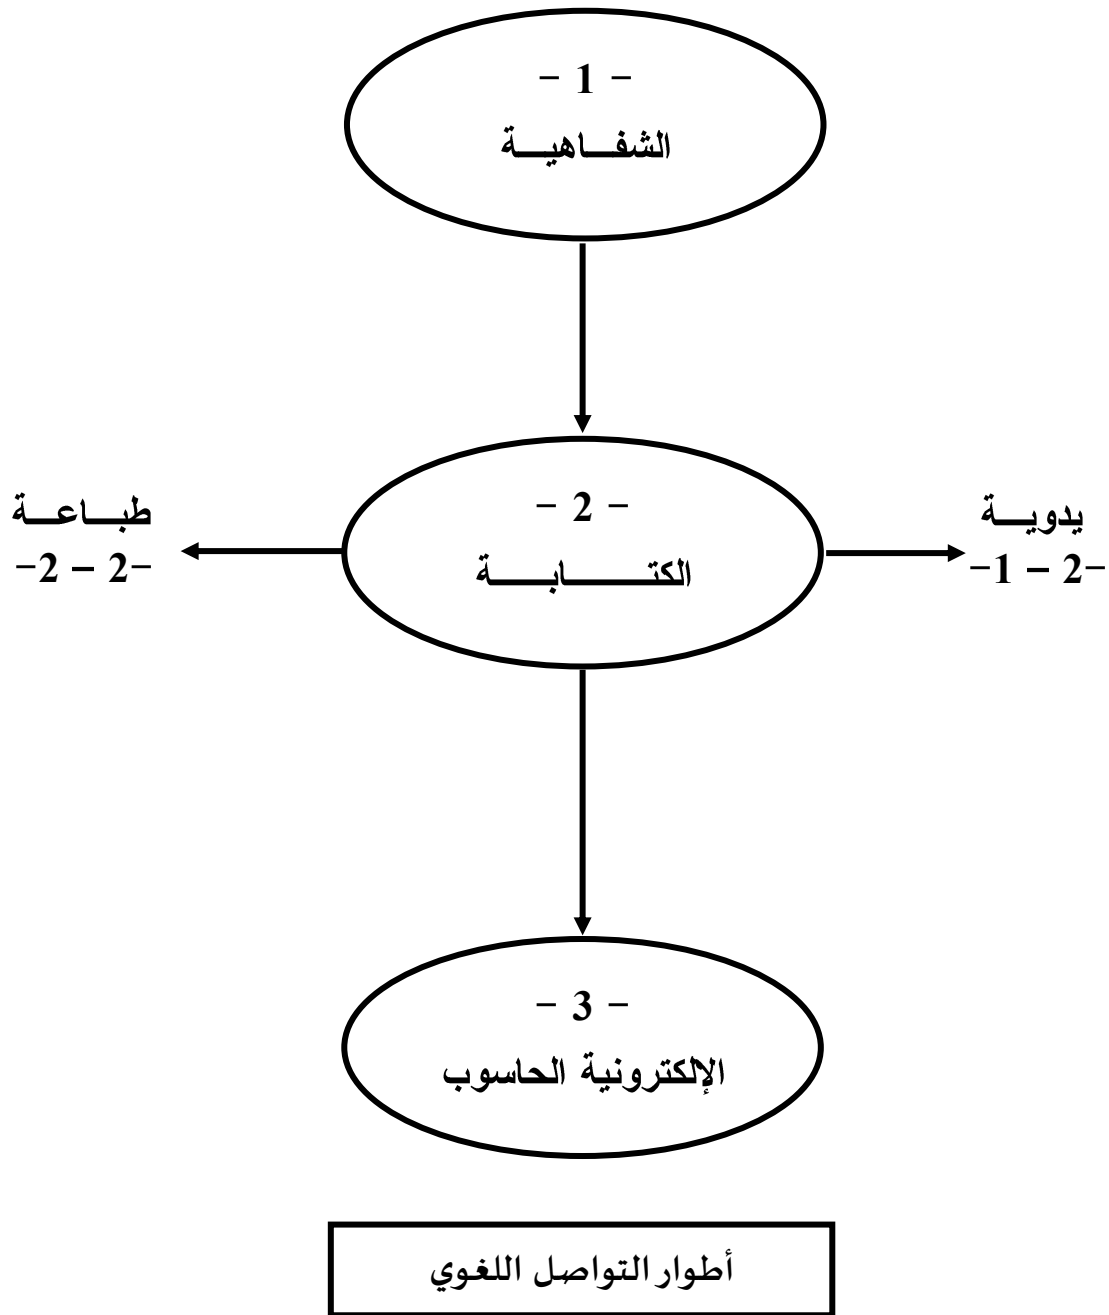 - 1 -
الشفاهية
- 2 -
الكتابة
يدوية
-2 - 1-
طباعة
-2 - 2-
- 3 -
الإلكترونية الحاسوب
أطوار التواصل اللغوي